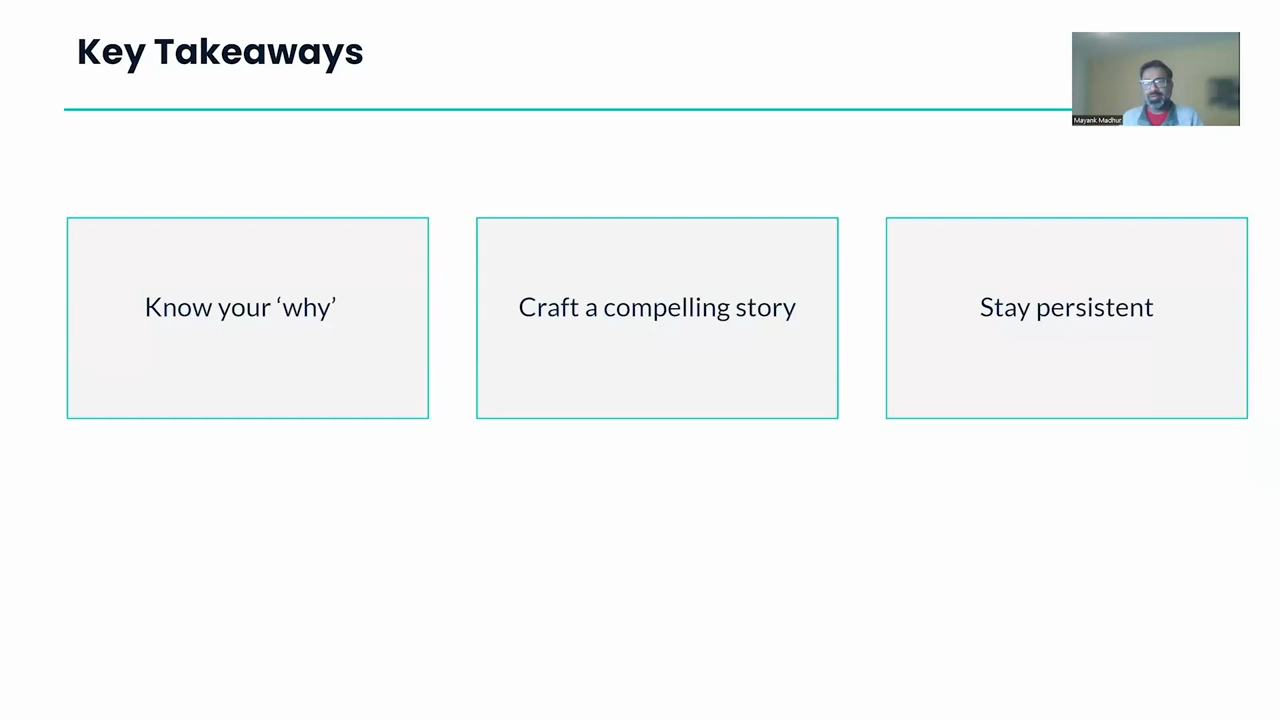 Key Takeaways
Mayank Madhur
Know your ‘why’
Craft a compelling story
Stay persistent